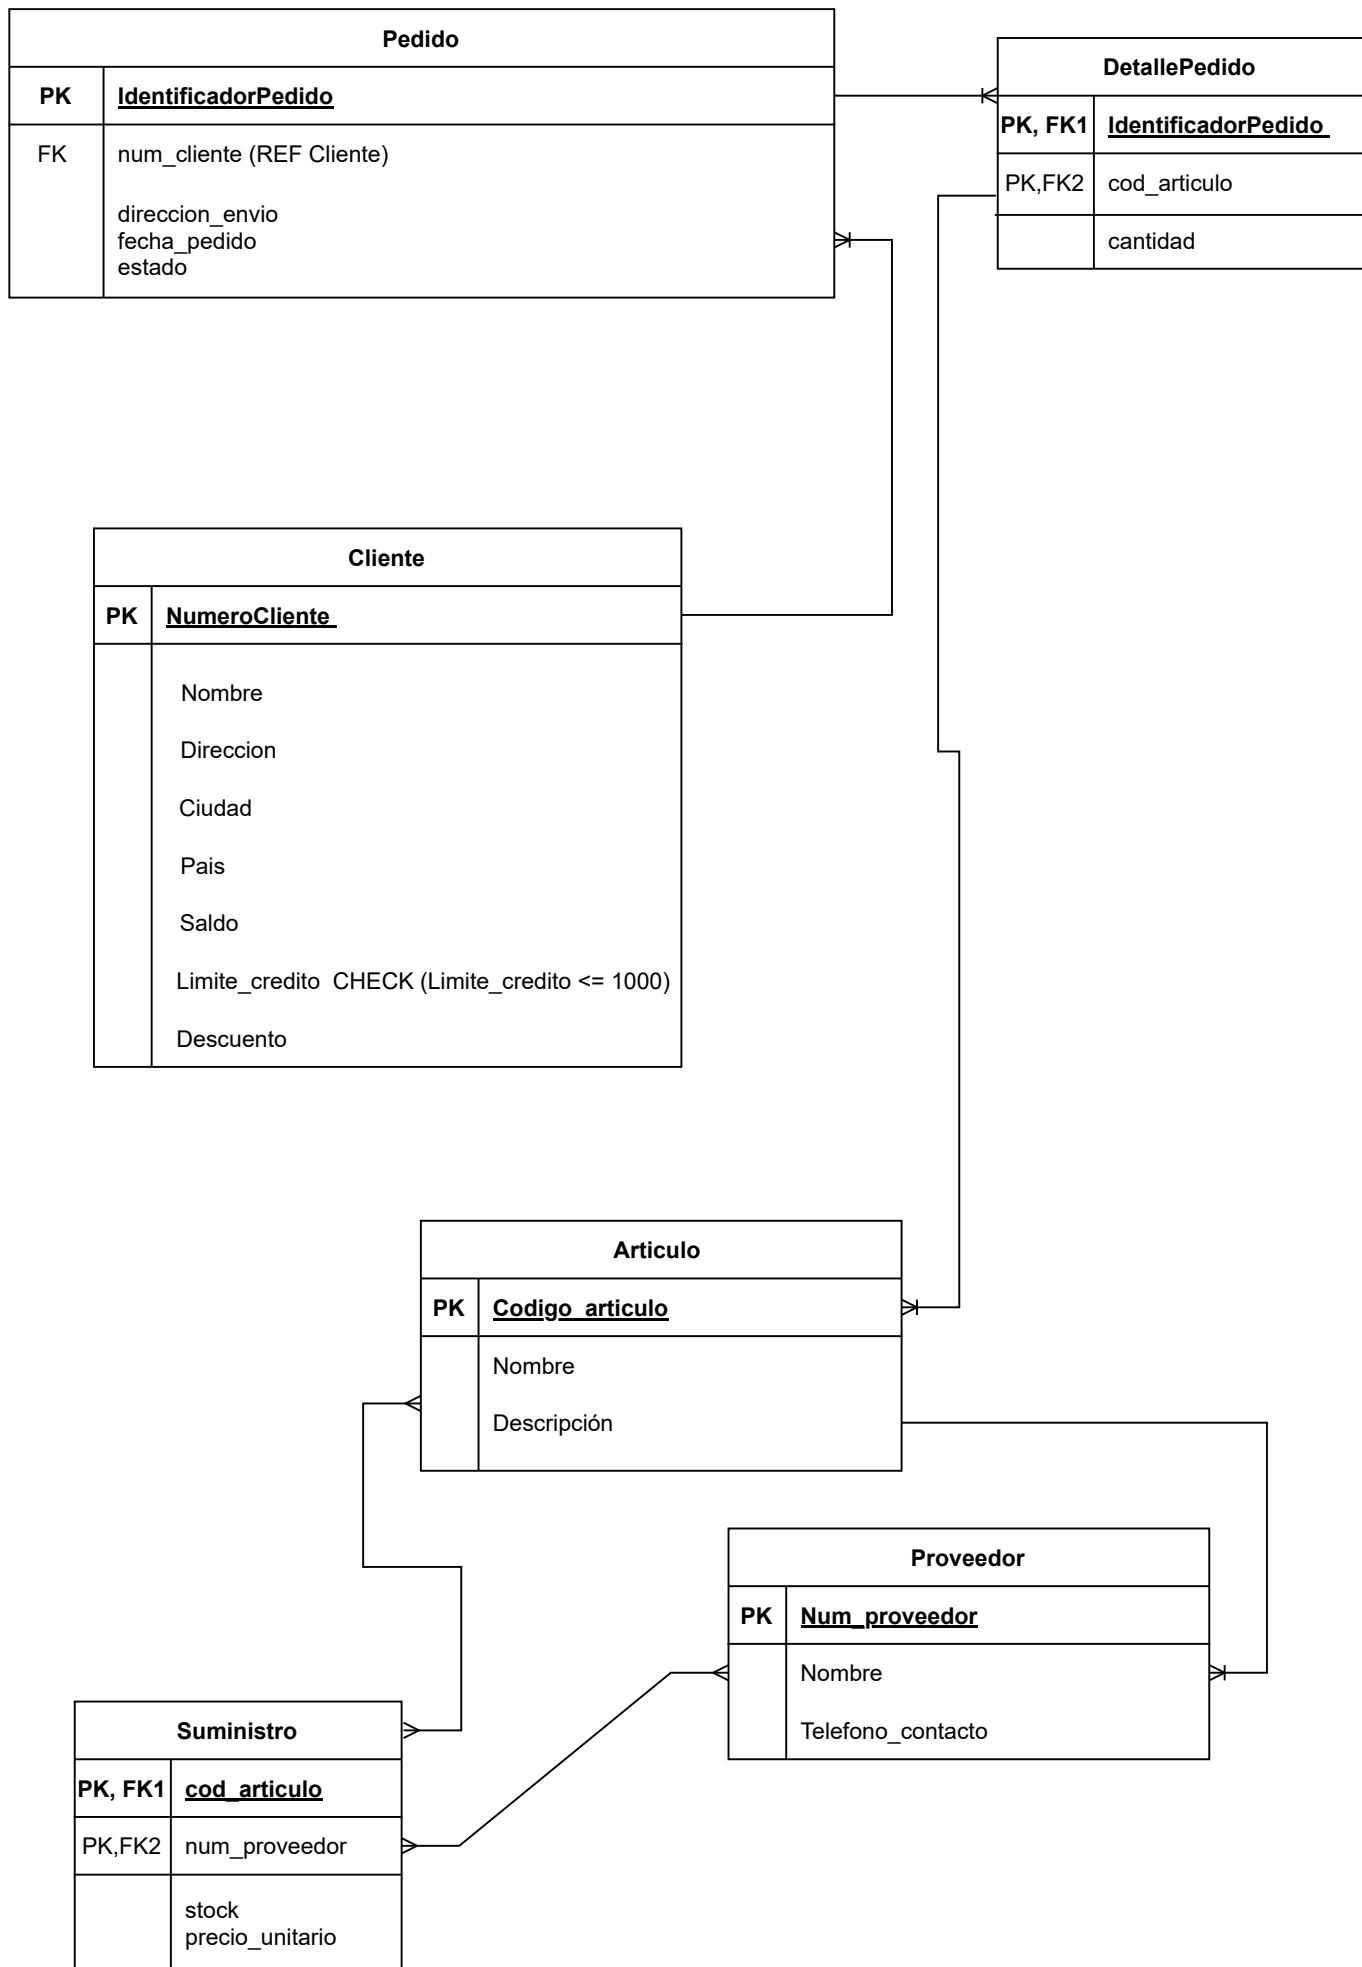 Pedido
PK IdentificadorPedido
FK num_cliente (REF Cliente)
direccion_envio
fecha_pedido
estado
DetallePedido
PK, FK1 IdentificadorPedido
PK,FK2 cod_articulo
cantidad
Cliente
PK NumeroCliente
Nombre
Direccion
Ciudad
Pais
Saldo
Limite_credito CHECK (Limite_credito <= 1000)
Descuento
Articulo
PK Codigo_articulo
Nombre
Descripción
Proveedor
PK Num_proveedor
Nombre
Telefono_contacto
Suministro
PK, FK1 cod_articulo
PK,FK2 num_proveedor
stock
precio_unitario